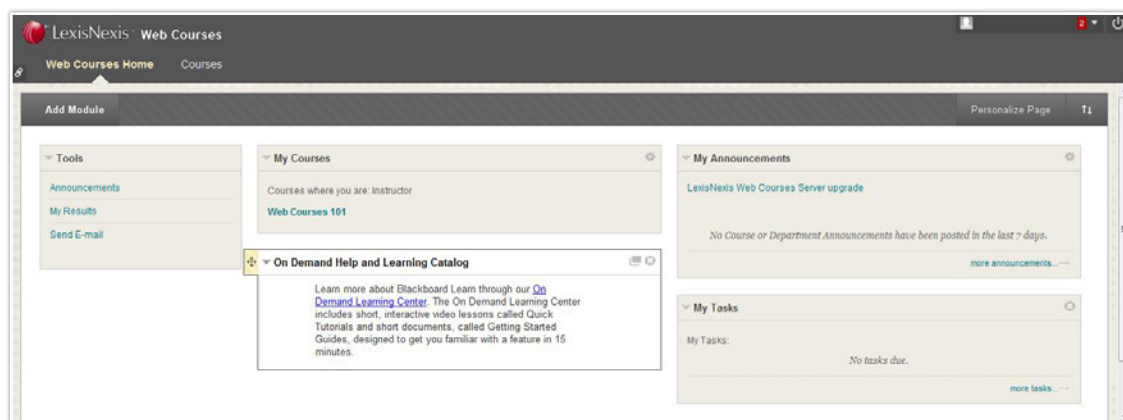 LexisNexis Web Courses
2
Web Courses Home Courses
Add Module
Personalize Page
Tools
Announcements
My Results
Send E-mail
My Courses
Courses where you are: Instructor
Web Courses 101
On Demand Help and Learning Catalog
Learn more about Blackboard Learn through our On
Demand Learning Center. The On Demand Learning Center
includes short, interactive video lessons called Quick
Tutorials and short documents, called Getting Started
Guides, designed to get you familiar with a feature in 15
minutes.
My Announcements
LexisNexis Web Courses Server upgrade
No Course or Department Announcements have been posted in the last 7 days.
more announcements...
My Tasks
My Tasks:
No tasks due.
more tasks...